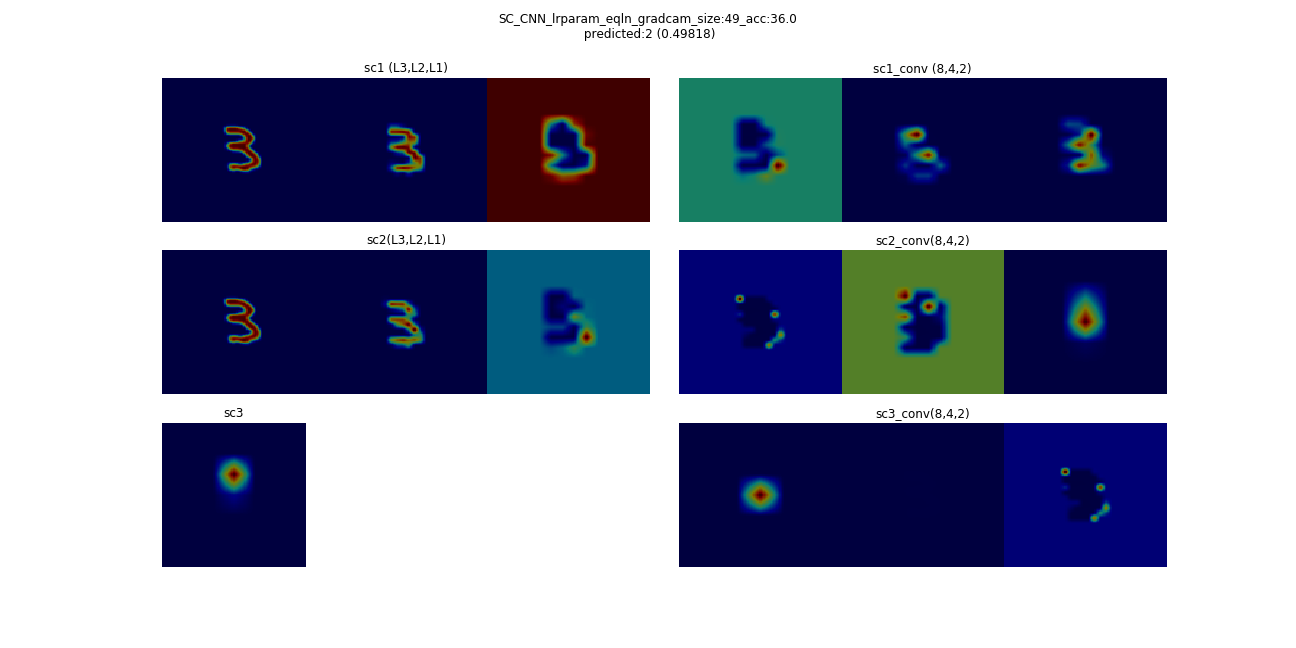 SC_CNN_lrparam_eqln_gradcam_size:49_acc:36.0
predicted:2 (0.49818)
sc1 (L3,L2,L1)
sc1_conv (8,4,2)
sc2(L3,L2,L1)
sc2_conv(8,4,2)
sc3
sc3_conv(8,4,2)